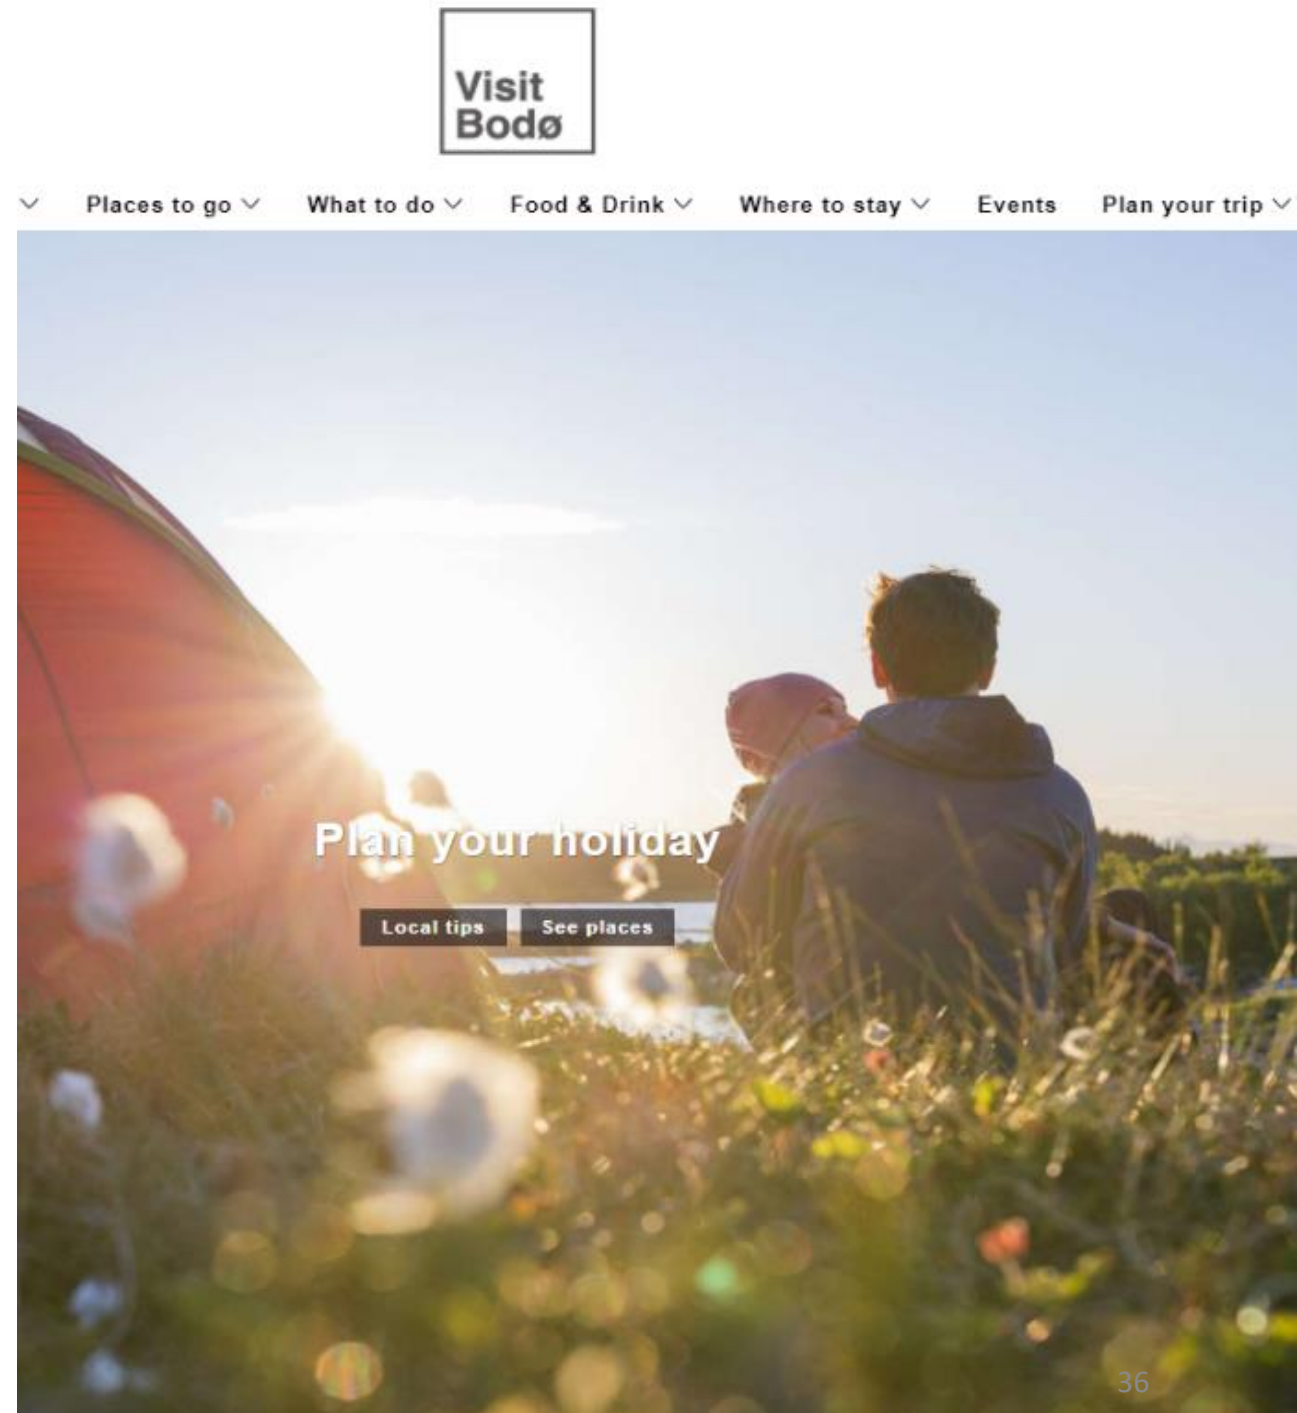 Visit
Bodø
Places to go What to do Food & Drink Where to stay Events Plan your trip
Plan your holiday
Local tips See places
36